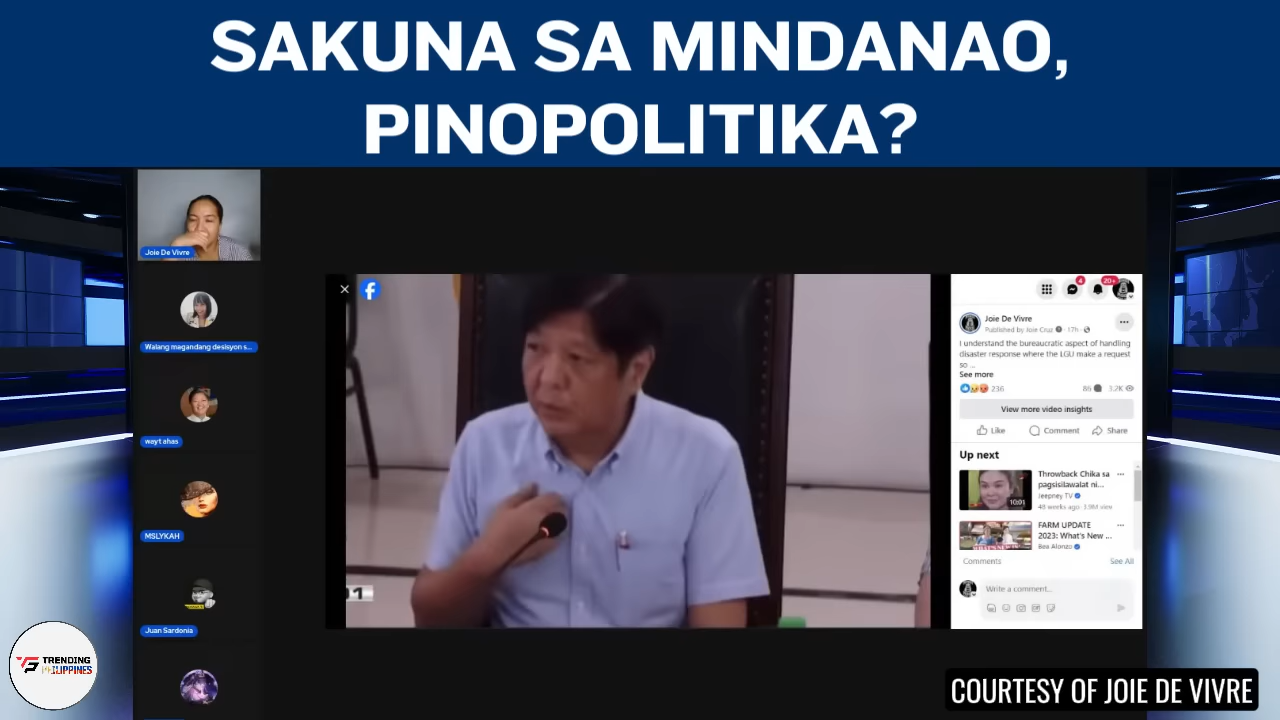 SAKUNA SA MINDANAO,
PINOPOLITIKA?
Joie De Vivre
Walang magandang desisyon s...
wayt ahas
MSLYKAH
Juan Sardonia
TRENDING
PHILIPPINES
1
4
20+
Joie De Vivre
Published by Joie Cruz · 17h ·
I understand the bureaucratic aspect of handling
disaster response where the LGU make a request
so ...
See more
236
86
3.2K
View more video insights
Like
Comment
Share
Up next
Throwback Chika sa
pagsisilawalat ni...
Jeepney TV
48 weeks ago · 3.9M view
10:01
FARM UPDATE
2023: What's New ...
Bea Alonzo
Comments
See All
Write a comment...
COURTESY OF JOIE DE VIVRE